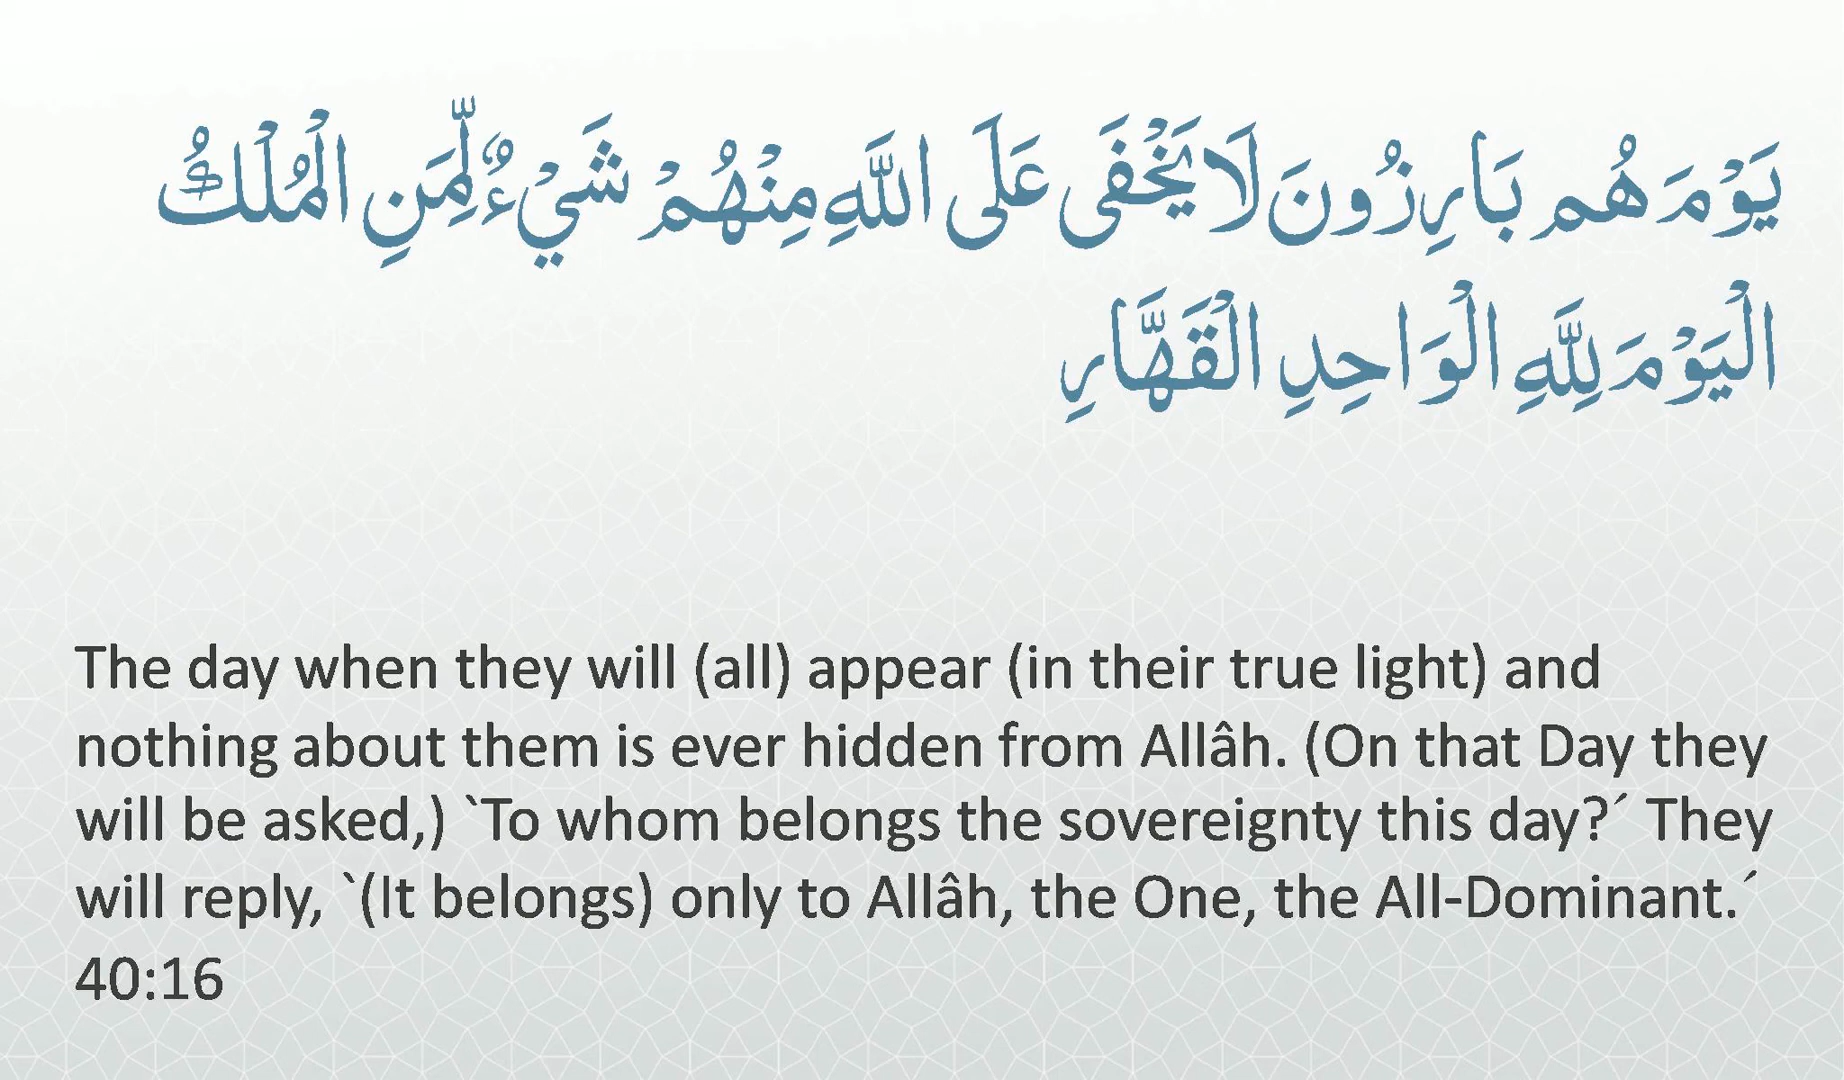 يَوْمَ هُم بَارِزُونَ لَا يَخْفَى عَلَى اللَّهِ مِنْهُمْ شَيْءٌ لِّمَنِ الْمُلْكُ
الْيَوْمَ لِلَّهِ الْوَاحِدِ الْقَهَّارِ
The day when they will (all) appear (in their true light) and
nothing about them is ever hidden from Allâh. (On that Day they
will be asked,) `To whom belongs the sovereignty this day?´ They
will reply, `(It belongs) only to Allâh, the One, the All-Dominant.´
40:16